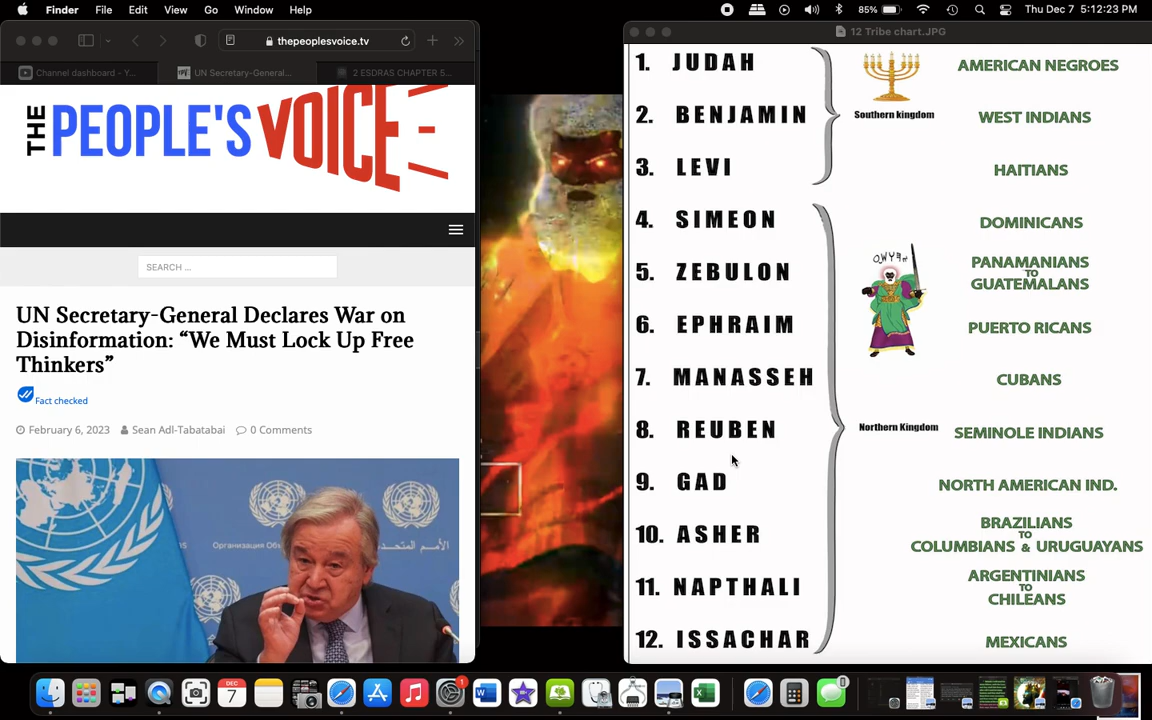 Finder File Edit View Go Window Help
85% Thu Dec 7 5:12:23 PM
thepeoplesvoice.tv
Channel dashboard - Y...
UN Secretary-General...
2 ESDRAS CHAPTER 5...
THE PEOPLE'S VOICE
SEARCH ...
UN Secretary-General Declares War on
Disinformation: “We Must Lock Up Free
Thinkers”
Fact checked
February 6, 2023 Sean Adl-Tabatabai 0 Comments
Организация Об
الأمم المتحد
12 Tribe chart.JPG
1. JUDAH
AMERICAN NEGROES
2. BENJAMIN
Southern kingdom
WEST INDIANS
3. LEVI
HAITIANS
4. SIMEON
DOMINICANS
5. ZEBULON
PANAMANIANS
TO
GUATEMALANS
6. EPHRAIM
PUERTO RICANS
7. MANASSEH
CUBANS
8. REUBEN
Northern Kingdom
SEMINOLE INDIANS
9. GAD
NORTH AMERICAN IND.
10. ASHER
BRAZILIANS
TO
COLUMBIANS & URUGUAYANS
11. NAPTHALI
ARGENTINIANS
TO
CHILEANS
12. ISSACHAR
MEXICANS
DEC
7
1